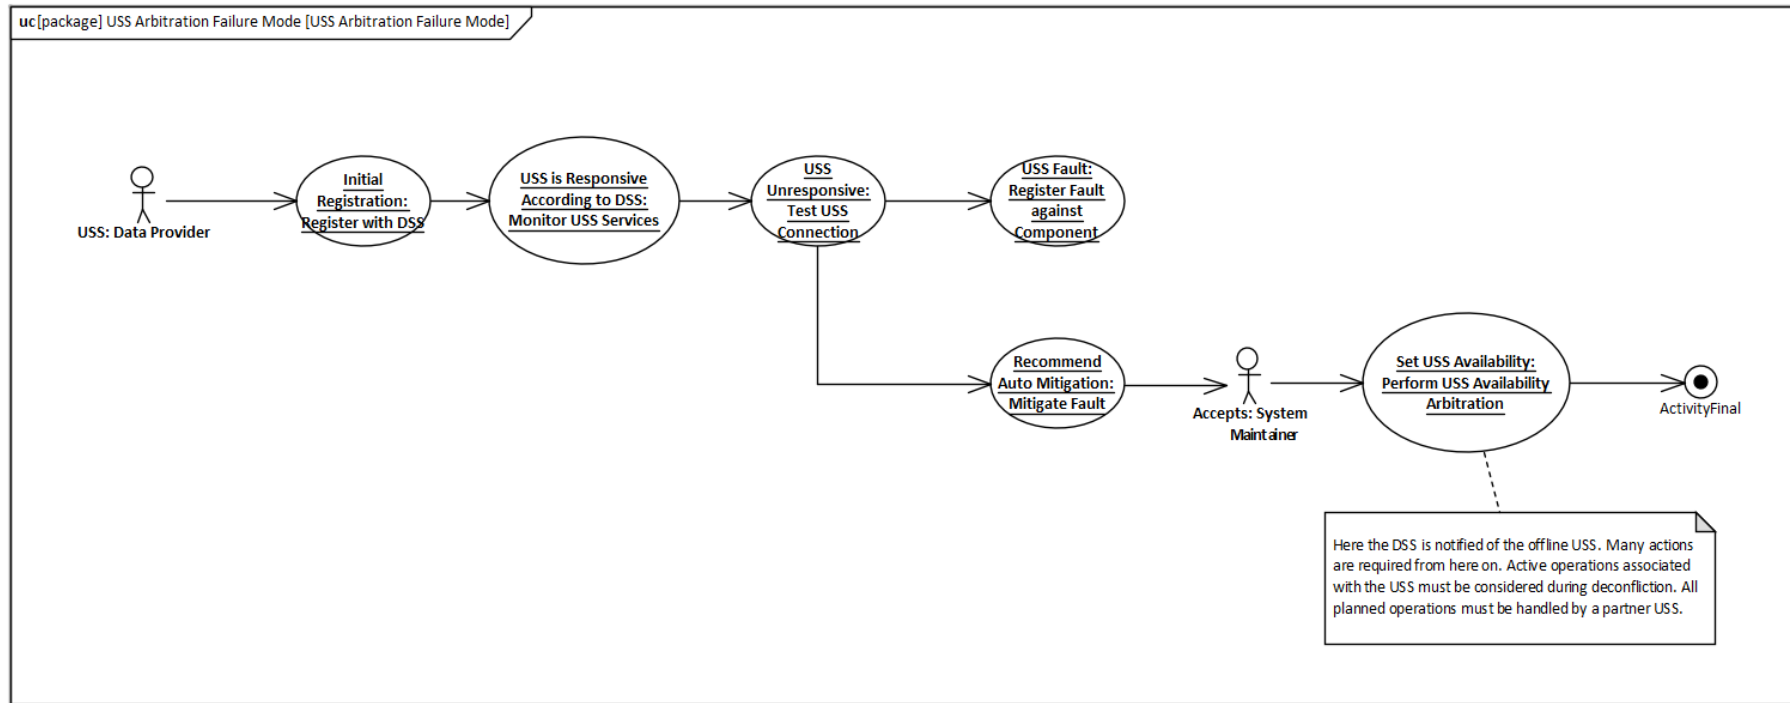 uc [package] USS Arbitration Failure Mode [USS Arbitration Failure Mode]
USS: Data Provider
Initial
Registration:
Register with DSS
USS is Responsive
According to DSS:
Monitor USS Services
USS
Unresponsive:
Test USS
Connection
USS Fault:
Register Fault
against
Component
Recommend
Auto Mitigation:
Mitigate Fault
Accepts: System
Maintainer
Set USS Availability:
Perform USS Availability
Arbitration
ActivityFinal
Here the DSS is notified of the offline USS. Many actions
are required from here on. Active operations associated
with the USS must be considered during deconfliction. All
planned operations must be handled by a partner USS.